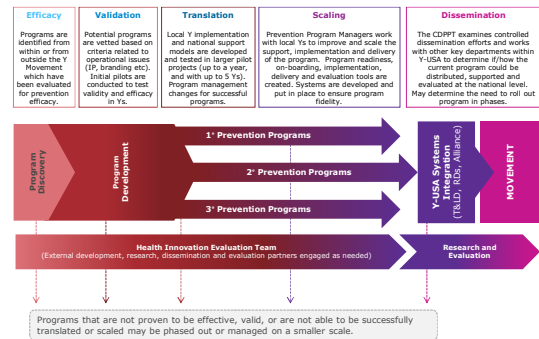 Efficacy
Programs are
identified from
within or from
outside the Y
Movement
which have
been evaluated
for prevention
efficacy.
Validation
Potential programs
are vetted based on
criteria related to
operational issues
(IP, branding etc).
Initial pilots are
conducted to test
validity and efficacy
in Ys.
Translation
Local Y implementation
and national support
models are developed
and tested in larger pilot
projects (up to a year,
and with up to 5 Ys).
Program management
changes for successful
programs.
Scaling
Prevention Program Managers work
with local Ys to improve and scale the
support, implementation and delivery
of the program. Program readiness,
on-boarding, implementation,
delivery and evaluation tools are
created. Systems are developed and
put in place to ensure program
fidelity.
Dissemination
The CDPPT examines controlled
dissemination efforts and works
with other key departments within
Y-USA to determine if/how the
current program could be
distributed, supported and
evaluated at the national level.
May determine the need to roll out
program in phases.
Program
Discovery
Program
Development
1° Prevention Programs
2° Prevention Programs
3° Prevention Programs
Y-USA Systems
Integration
(T&LD, RDs, Alliance)
MOVEMENT
Health Innovation Evaluation Team
(External development, research, dissemination and evaluation partners engaged as needed)
Research and
Evaluation
Programs that are not proven to be effective, valid, or are not able to be successfully
translated or scaled may be phased out or managed on a smaller scale.